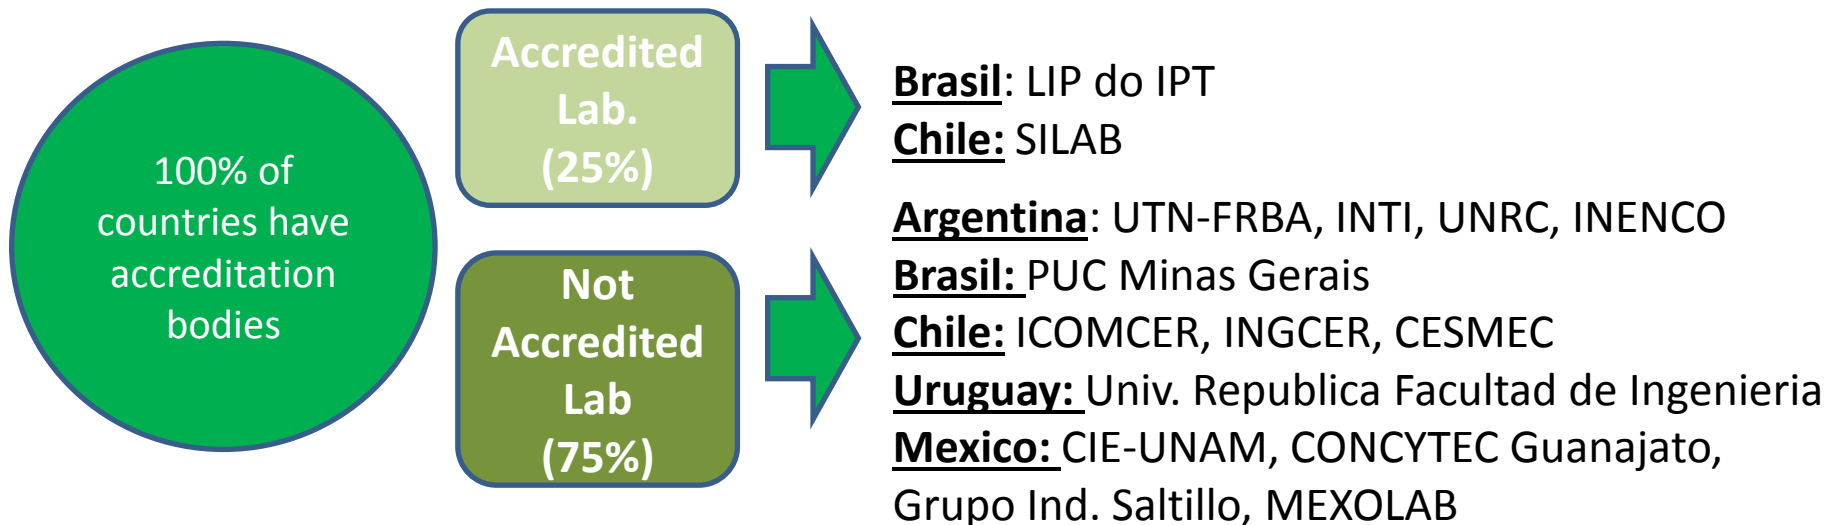 100% of
countries have
accreditation
bodies
Accredited
Lab.
(25%)
Brasil: LIP do IPT
Chile: SILAB
Not
Accredited
Lab
(75%)
Argentina: UTN-FRBA, INTI, UNRC, INENCO
Brasil: PUC Minas Gerais
Chile: ICOMCER, INGCER, CESMEC
Uruguay: Univ. Republica Facultad de Ingenieria
Mexico: CIE-UNAM, CONCYTEC Guanajato,
Grupo Ind. Saltillo, MEXOLAB